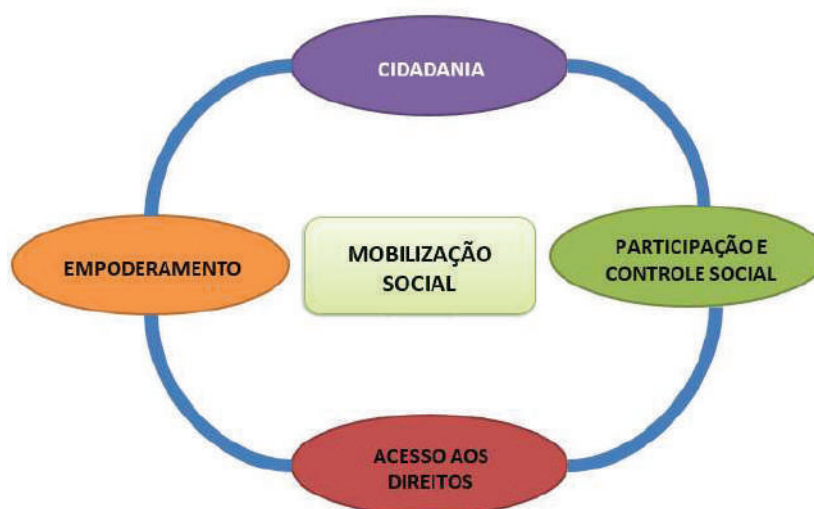 CIDADANIA
EMPODERAMENTO
MOBILIZAÇÃO
SOCIAL
PARTICIPAÇÃO E
CONTROLE SOCIAL
ACESSO AOS
DIREITOS